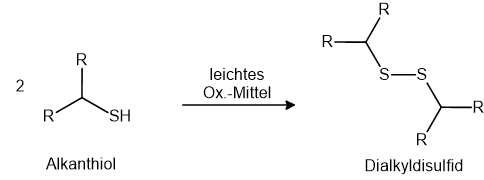 R
R
R
SH
2
Alkanthiol
leichtes
Ox.-Mittel
R
R
S
S
R
R
Dialkyldisulfid